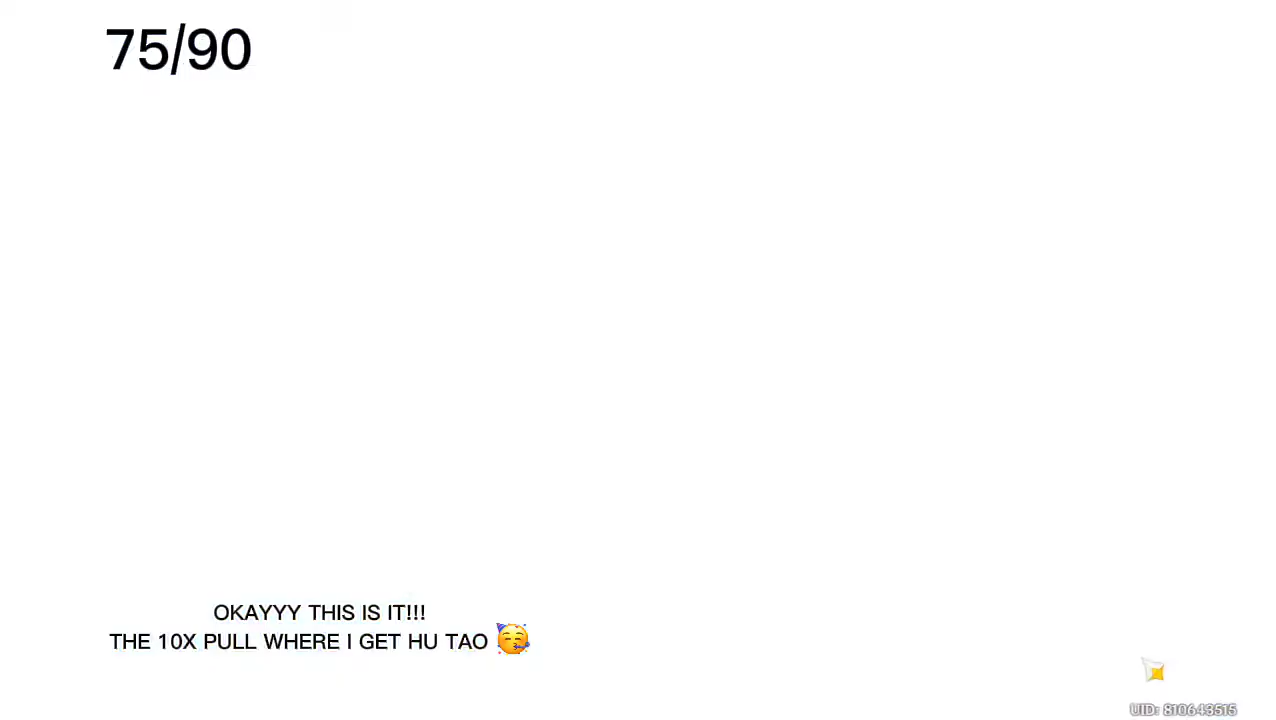 75/90
OKAYYY THIS IS IT!!!
THE 10X PULL WHERE I GET HU TAO 🥳
UID: 810643515